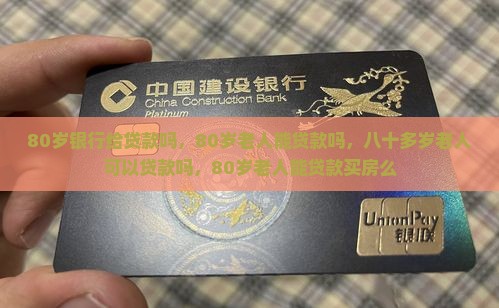 中国建设银行
China Construction Bank
Platinum
80岁银行给贷款吗，80岁老人能贷款吗，八十多岁老人
可以贷款吗，80岁老人能贷款买房么
UnionPay
银联